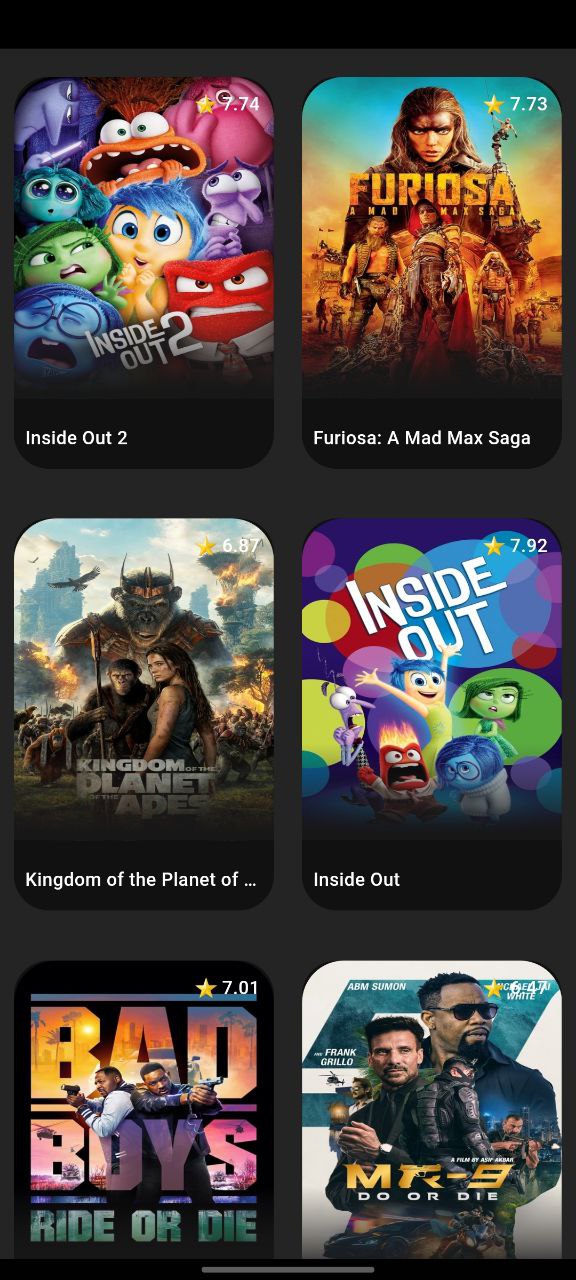 7.74
INSIDE
OUT 2
Inside Out 2
7.73
FURIOSA
A MAD MAX SAGA
Furiosa: A Mad Max Saga
6.87
KINGDOM OF THE
PLANET
OF THE
APES
Kingdom of the Planet of ...
7.92
INSIDE
OUT
Inside Out
7.01
BAD
BOYS
RIDE OR DIE
6.47
ABM SUMON
MICHAEL JAI
WHITE
AND FRANK
GRILLO
A FILM BY ASIF AKBAR
MR-9
DO OR DIE